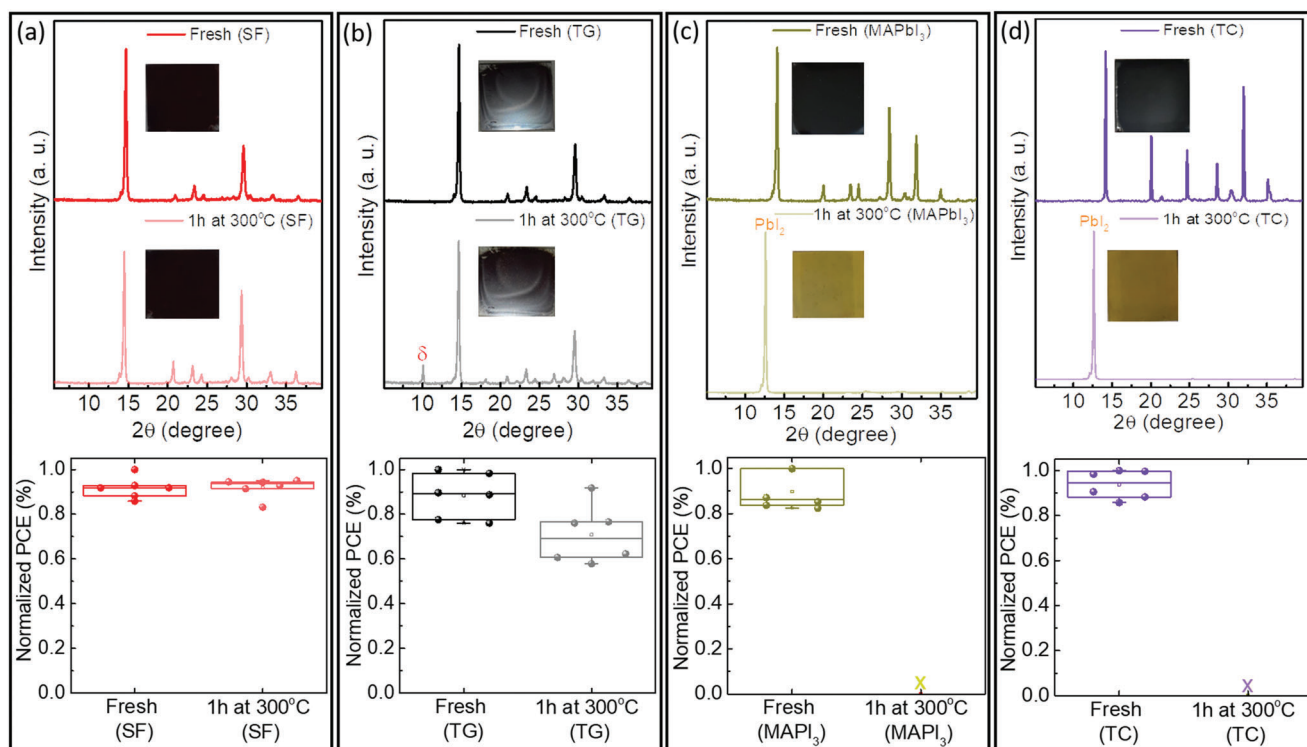 (a)
Fresh (SF)
Intensity (a. u.)
1h at 300°C (SF)
10 15 20 25 30 35
2θ (degree)
Normalized PCE (%)
1.0
0.8
0.6
0.4
0.2
0.0
Fresh (SF)
1h at 300°C (SF)
(b)
Fresh (TG)
Intensity (a. u.)
1h at 300°C (TG)
δ
10 15 20 25 30 35
2θ (degree)
Normalized PCE (%)
1.0
0.8
0.6
0.4
0.2
0.0
Fresh (TG)
1h at 300°C (TG)
(c)
Fresh (MAPbI₃)
Intensity (a. u.)
1h at 300°C (MAPbI₃)
PbI₂
10 15 20 25 30 35
2θ (degree)
Normalized PCE (%)
1.0
0.8
0.6
0.4
0.2
0.0
Fresh (MAPI₃)
X
1h at 300°C (MAPI₃)
(d)
Fresh (TC)
Intensity (a. u.)
1h at 300°C (TC)
PbI₂
10 15 20 25 30 35
2θ (degree)
Normalized PCE (%)
1.0
0.8
0.6
0.4
0.2
0.0
Fresh (TC)
X
1h at 300°C (TC)